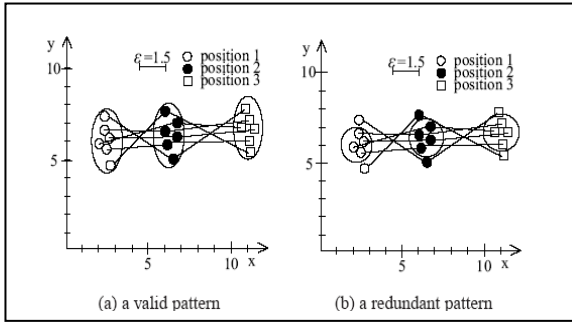 y
ε=1.5
position 1
position 2
position 3
10
5
5
10
x
(a) a valid pattern
y
ε=1.5
position 1
position 2
position 3
10
5
5
10
x
(b) a redundant pattern